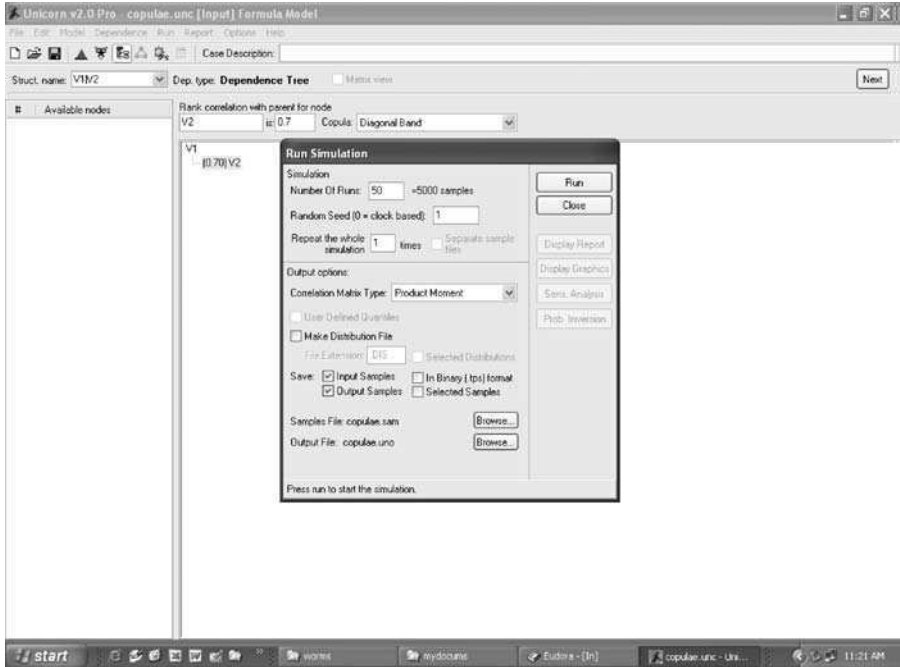 Unicorn v2.0 Pro - copulae.unc [Input] Formula Model
File Edit Model Dependence Run Report Options Help
Case Description:
Struct. name: V1|V2 Dep. type: Dependence Tree Matrix view Next
# Available nodes
Rank correlation with parent for node
V2 is: 0.7 Copula: Diagonal Band
V1
(0.70) V2
Run Simulation
Simulation
Number Of Runs: 50 =5000 samples
Random Seed (0 = clock based): 1
Repeat the whole simulation 1 times Separate sample files
Output options:
Correlation Matrix Type: Product Moment
User Defined Quantiles
Make Distribution File
File Extension: .DIS Selected Distributions
Save: Input Samples In Binary (.tps) format
Output Samples Selected Samples
Samples File: copulae.sam Browse...
Output File: copulae.uno Browse...
Press run to start the simulation.
Run
Close
Display Report
Display Graphics
Sens. Analysis
Prob. Inversion
start
worms
mydocums
Eudora - [In]
copulae.unc - Uni...
11:21 AM